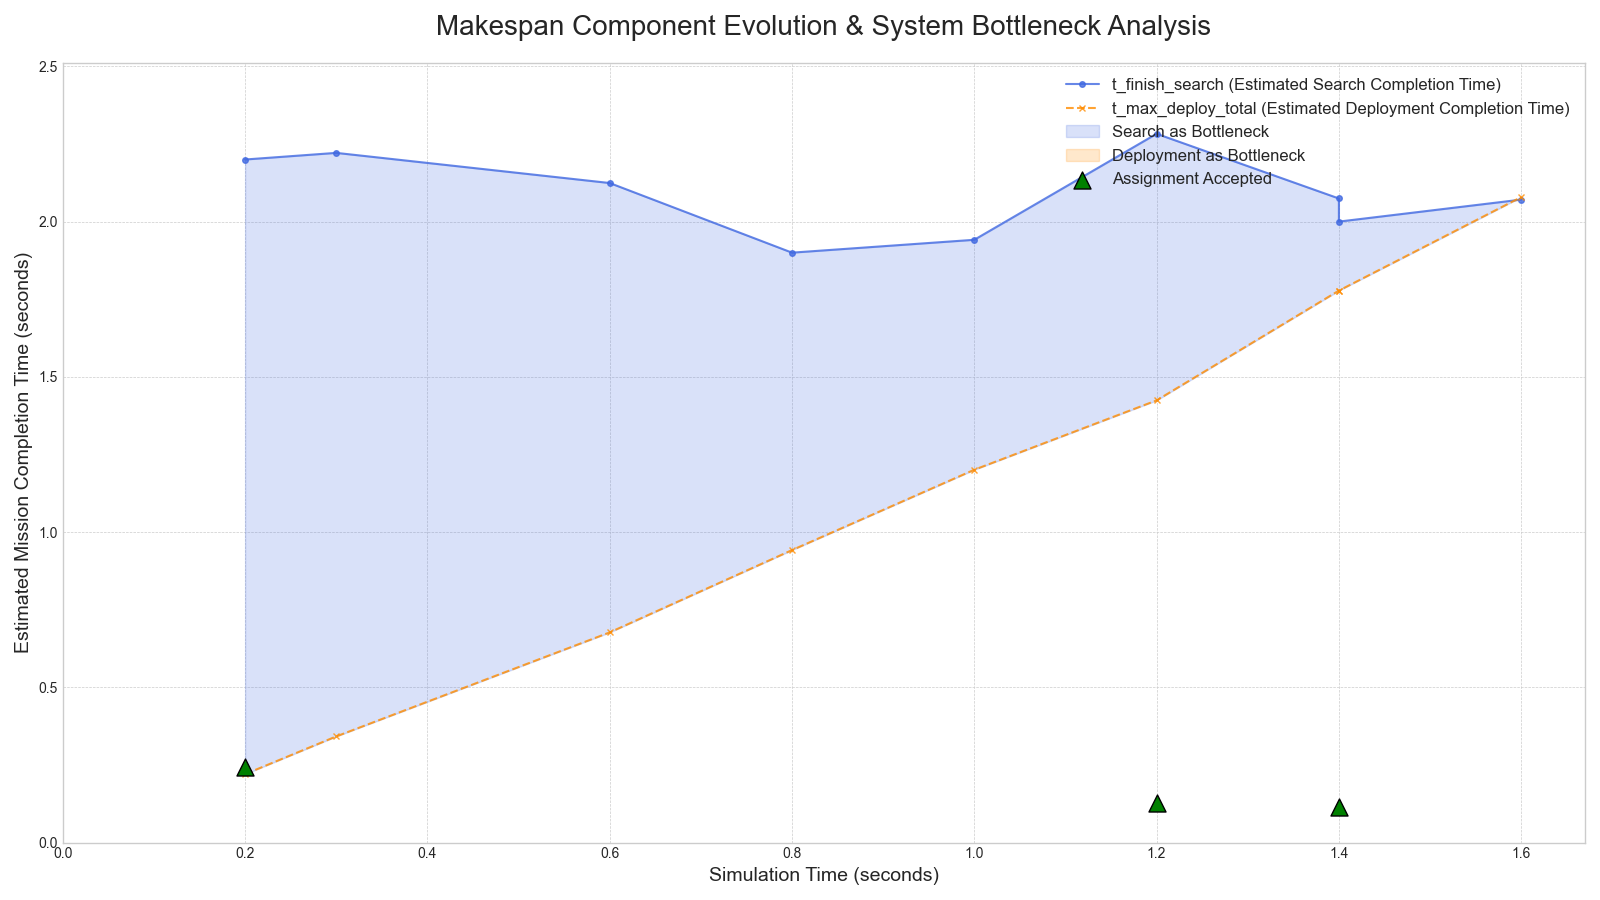 Makespan Component Evolution & System Bottleneck Analysis
t_finish_search (Estimated Search Completion Time)
t_max_deploy_total (Estimated Deployment Completion Time)
Search as Bottleneck
Deployment as Bottleneck
Assignment Accepted
Estimated Mission Completion Time (seconds)
2.5
2.0
1.5
1.0
0.5
0.0
0.0 0.2 0.4 0.6 0.8 1.0 1.2 1.4 1.6
Simulation Time (seconds)